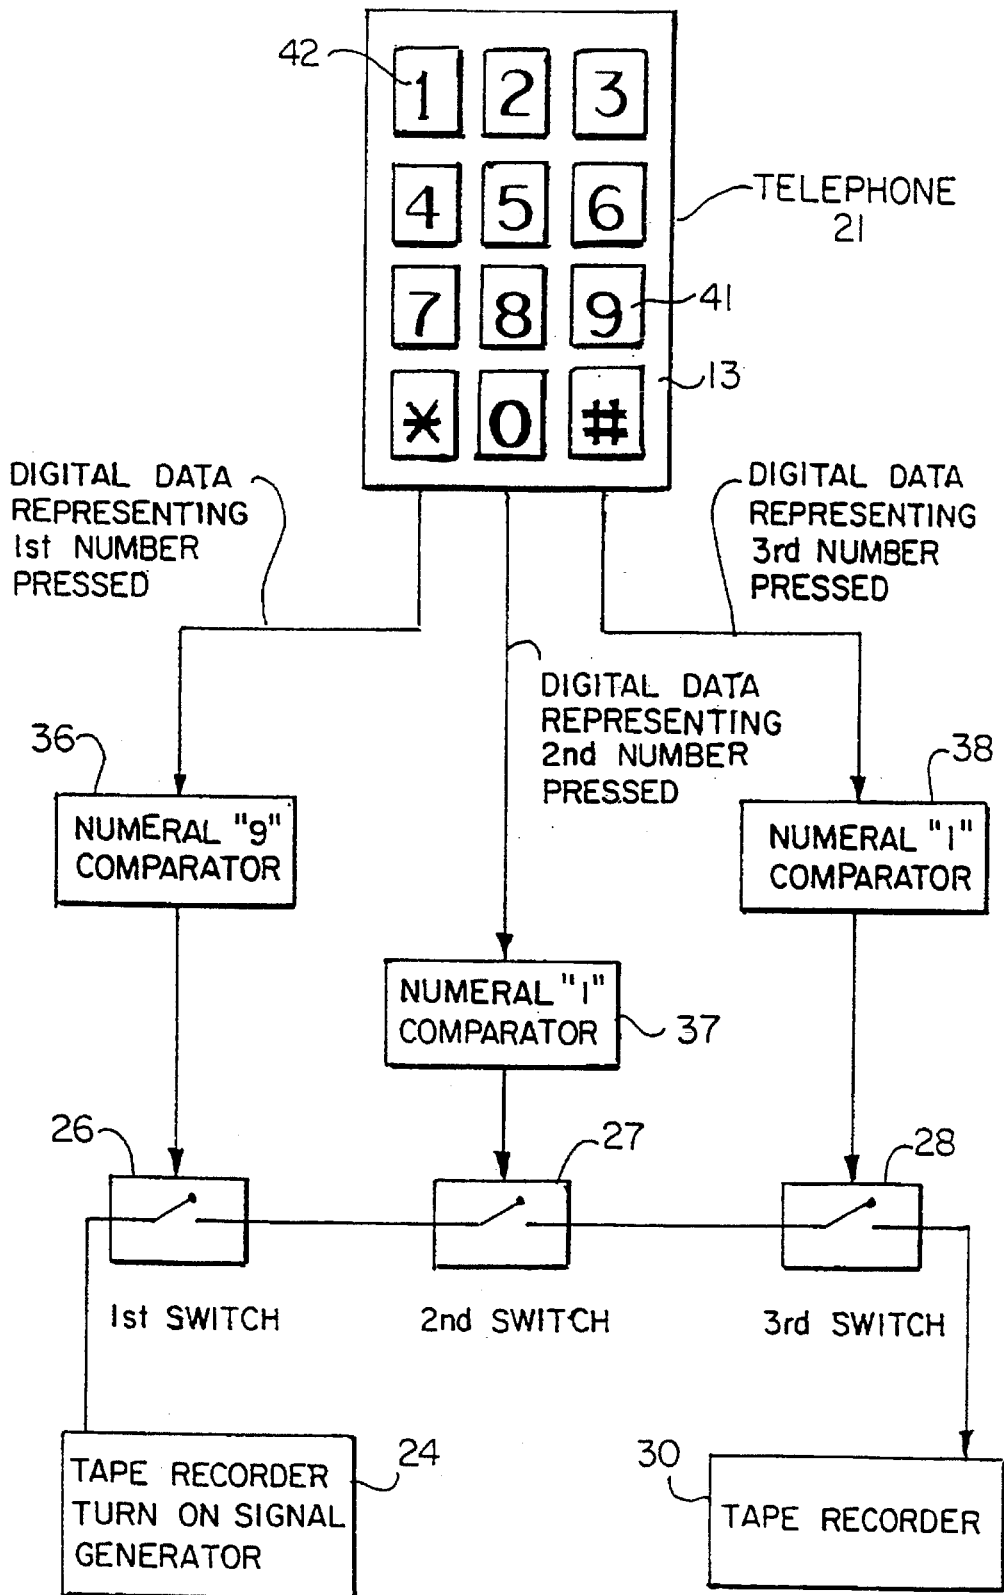 42
1 2 3
4 5 6
TELEPHONE
21
7 8 9
41
13
* 0 #
DIGITAL DATA
REPRESENTING
1st NUMBER
PRESSED
DIGITAL DATA
REPRESENTING
3rd NUMBER
PRESSED
DIGITAL DATA
REPRESENTING
2nd NUMBER
PRESSED
36
NUMERAL "9"
COMPARATOR
38
NUMERAL "1"
COMPARATOR
NUMERAL "1"
COMPARATOR
37
26
27
28
1st SWITCH
2nd SWITCH
3rd SWITCH
TAPE RECORDER
TURN ON SIGNAL
GENERATOR
24
30
TAPE RECORDER